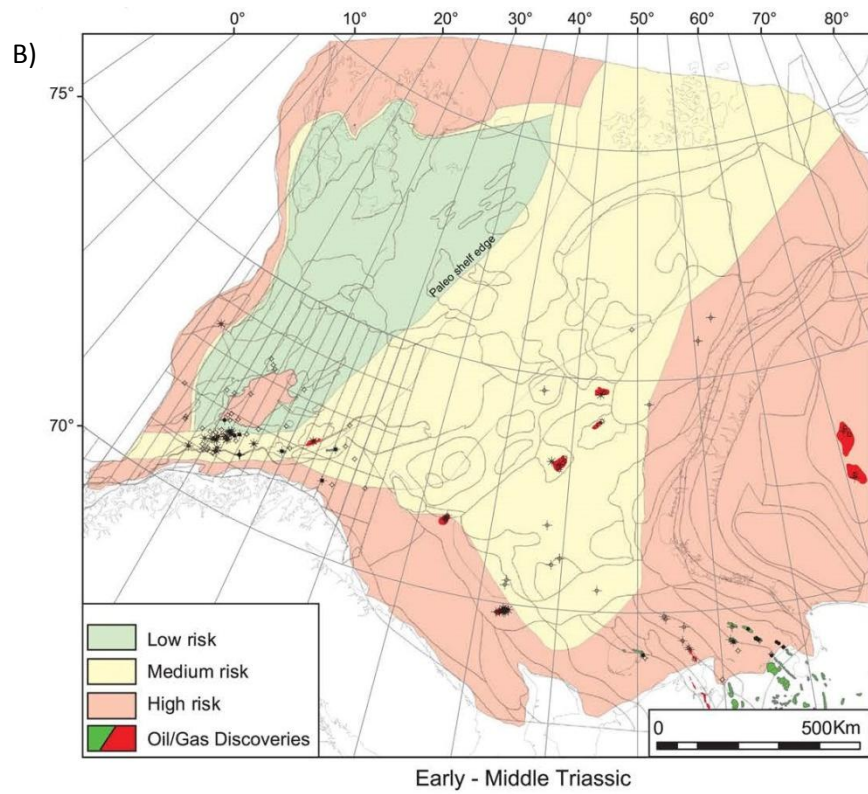 0° 10° 20° 30° 40° 50° 60° 70° 80°
B)
75°
Paleo shelf edge
70°
Low risk
Medium risk
High risk
Oil/Gas Discoveries
0 500Km
Early - Middle Triassic